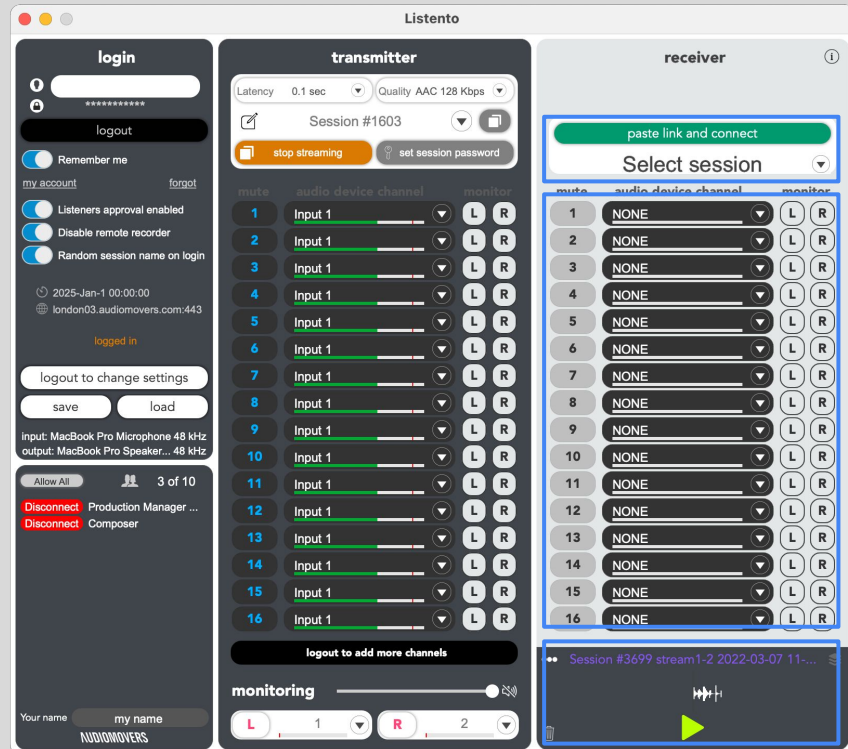 Listento
login
***********
logout
Remember me
my account forgot
Listeners approval enabled
Disable remote recorder
Random session name on login
2025-Jan-1 00:00:00
london03.audiomovers.com:443
logged in
logout to change settings
save load
input: MacBook Pro Microphone 48 kHz
output: MacBook Pro Speaker... 48 kHz
Allow All 3 of 10
Disconnect Production Manager ...
Disconnect Composer
Your name my name
AUDIOMOVERS
transmitter
Latency 0.1 sec Quality AAC 128 Kbps
Session #1603
stop streaming set session password
mute audio device channel monitor
1 Input 1 L R
2 Input 1 L R
3 Input 1 L R
4 Input 1 L R
5 Input 1 L R
6 Input 1 L R
7 Input 1 L R
8 Input 1 L R
9 Input 1 L R
10 Input 1 L R
11 Input 1 L R
12 Input 1 L R
13 Input 1 L R
14 Input 1 L R
15 Input 1 L R
16 Input 1 L R
logout to add more channels
monitoring
L 1 R 2
receiver
paste link and connect
Select session
mute audio device channel monitor
1 NONE L R
2 NONE L R
3 NONE L R
4 NONE L R
5 NONE L R
6 NONE L R
7 NONE L R
8 NONE L R
9 NONE L R
10 NONE L R
11 NONE L R
12 NONE L R
13 NONE L R
14 NONE L R
15 NONE L R
16 NONE L R
Session #3699 stream1-2 2022-03-07 11-...